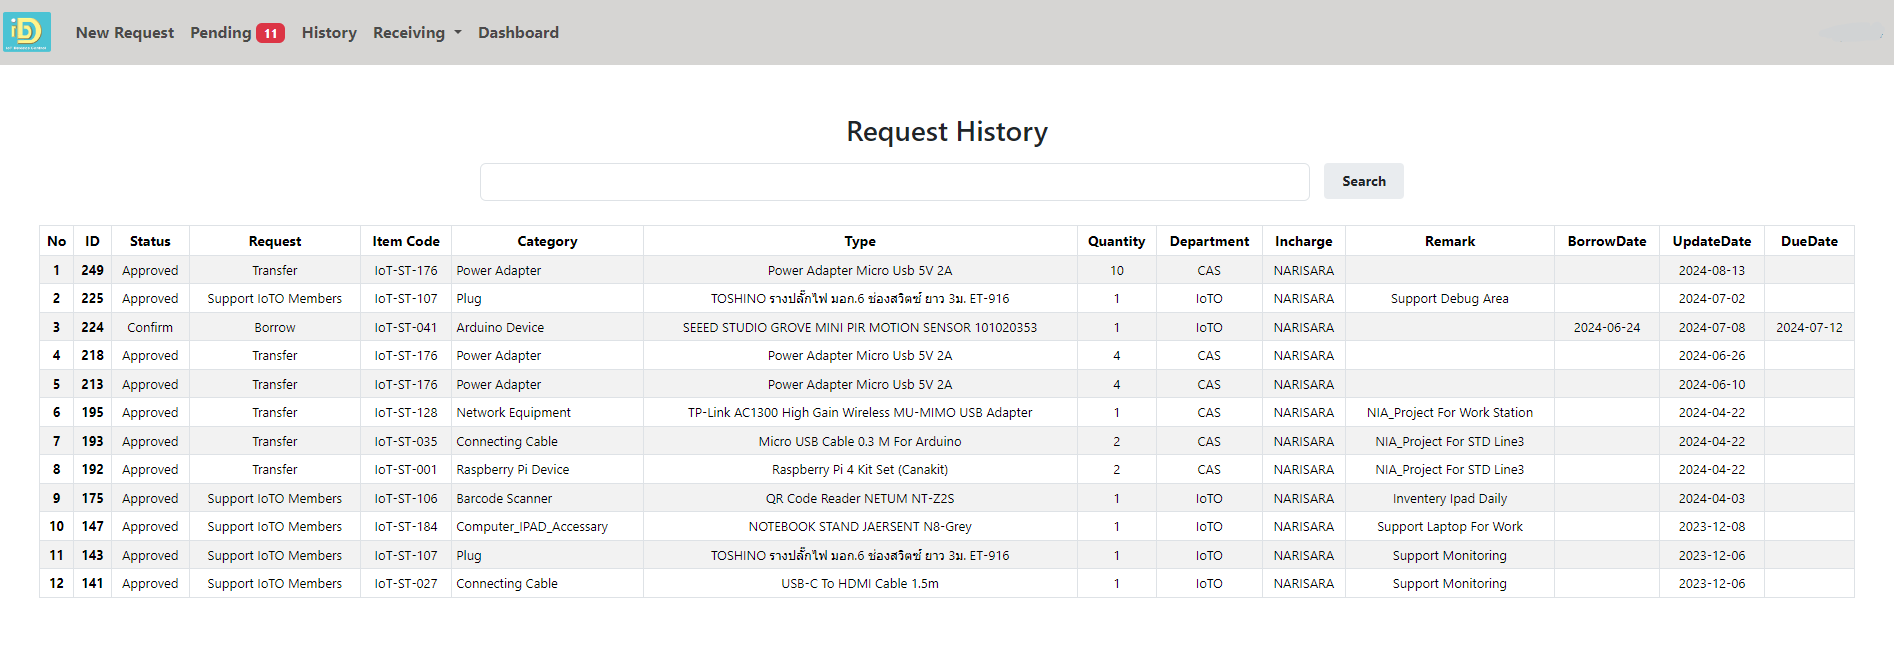 iDD
New Request Pending 11 History Receiving Dashboard
Request History
Search
No ID Status Request Item Code Category Type Quantity Department Incharge Remark BorrowDate UpdateDate DueDate
1 249 Approved Transfer IoT-ST-176 Power Adapter Power Adapter Micro Usb 5V 2A 10 CAS NARISARA 2024-08-13
2 225 Approved Support IoTO Members IoT-ST-107 Plug TOSHINO รางปลั๊กไฟ มอก.6 ช่องสวิตซ์ ยาว 3ม. ET-916 1 IoTO NARISARA Support Debug Area 2024-07-02
3 224 Confirm Borrow IoT-ST-041 Arduino Device SEEED STUDIO GROVE MINI PIR MOTION SENSOR 101020353 1 IoTO NARISARA 2024-06-24 2024-07-08 2024-07-12
4 218 Approved Transfer IoT-ST-176 Power Adapter Power Adapter Micro Usb 5V 2A 4 CAS NARISARA 2024-06-26
5 213 Approved Transfer IoT-ST-176 Power Adapter Power Adapter Micro Usb 5V 2A 4 CAS NARISARA 2024-06-10
6 195 Approved Transfer IoT-ST-128 Network Equipment TP-Link AC1300 High Gain Wireless MU-MIMO USB Adapter 1 CAS NARISARA NIA_Project For Work Station 2024-04-22
7 193 Approved Transfer IoT-ST-035 Connecting Cable Micro USB Cable 0.3 M For Arduino 2 CAS NARISARA NIA_Project For STD Line3 2024-04-22
8 192 Approved Transfer IoT-ST-001 Raspberry Pi Device Raspberry Pi 4 Kit Set (Canakit) 2 CAS NARISARA NIA_Project For STD Line3 2024-04-22
9 175 Approved Support IoTO Members IoT-ST-106 Barcode Scanner QR Code Reader NETUM NT-Z2S 1 IoTO NARISARA Inventery Ipad Daily 2024-04-03
10 147 Approved Support IoTO Members IoT-ST-184 Computer_IPAD_Accessary NOTEBOOK STAND JAERSENT N8-Grey 1 IoTO NARISARA Support Laptop For Work 2023-12-08
11 143 Approved Support IoTO Members IoT-ST-107 Plug TOSHINO รางปลั๊กไฟ มอก.6 ช่องสวิตซ์ ยาว 3ม. ET-916 1 IoTO NARISARA Support Monitoring 2023-12-06
12 141 Approved Support IoTO Members IoT-ST-027 Connecting Cable USB-C To HDMI Cable 1.5m 1 IoTO NARISARA Support Monitoring 2023-12-06